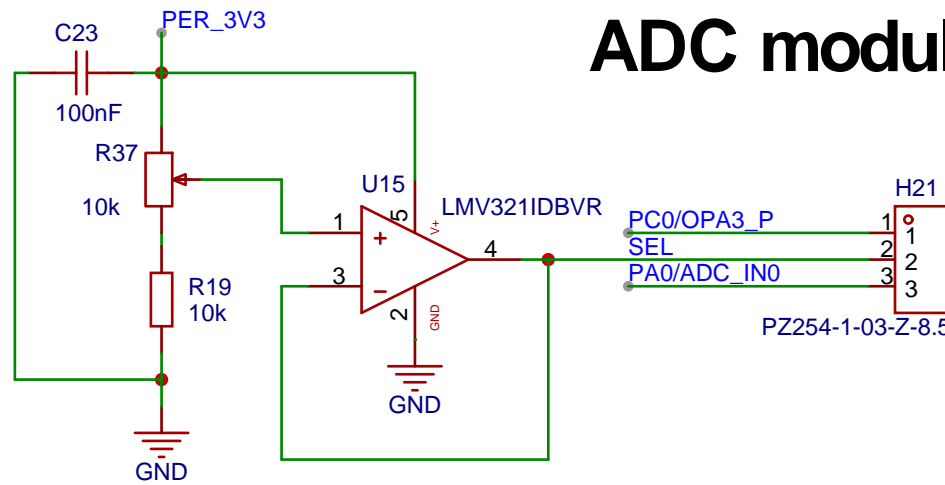 PER_3V3
ADC modul
C23
100nF
R37
10k
U15
LMV321IDBVR
H21
1
5
V+
PC0/OPA3_P
1
1
+
4
SEL
2
2
3
−
PA0/ADC_IN0
3
3
R19
10k
2
GND
PZ254-1-03-Z-8.5
GND
GND